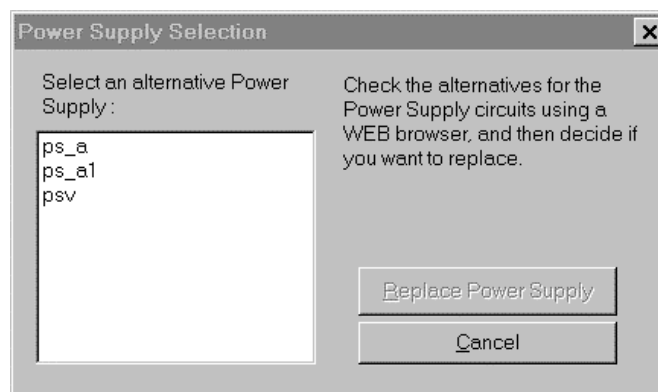 Power Supply Selection
Select an alternative Power
Supply :
ps_a
ps_a1
psv
Check the alternatives for the
Power Supply circuits using a
WEB browser, and then decide if
you want to replace.
Replace Power Supply
Cancel